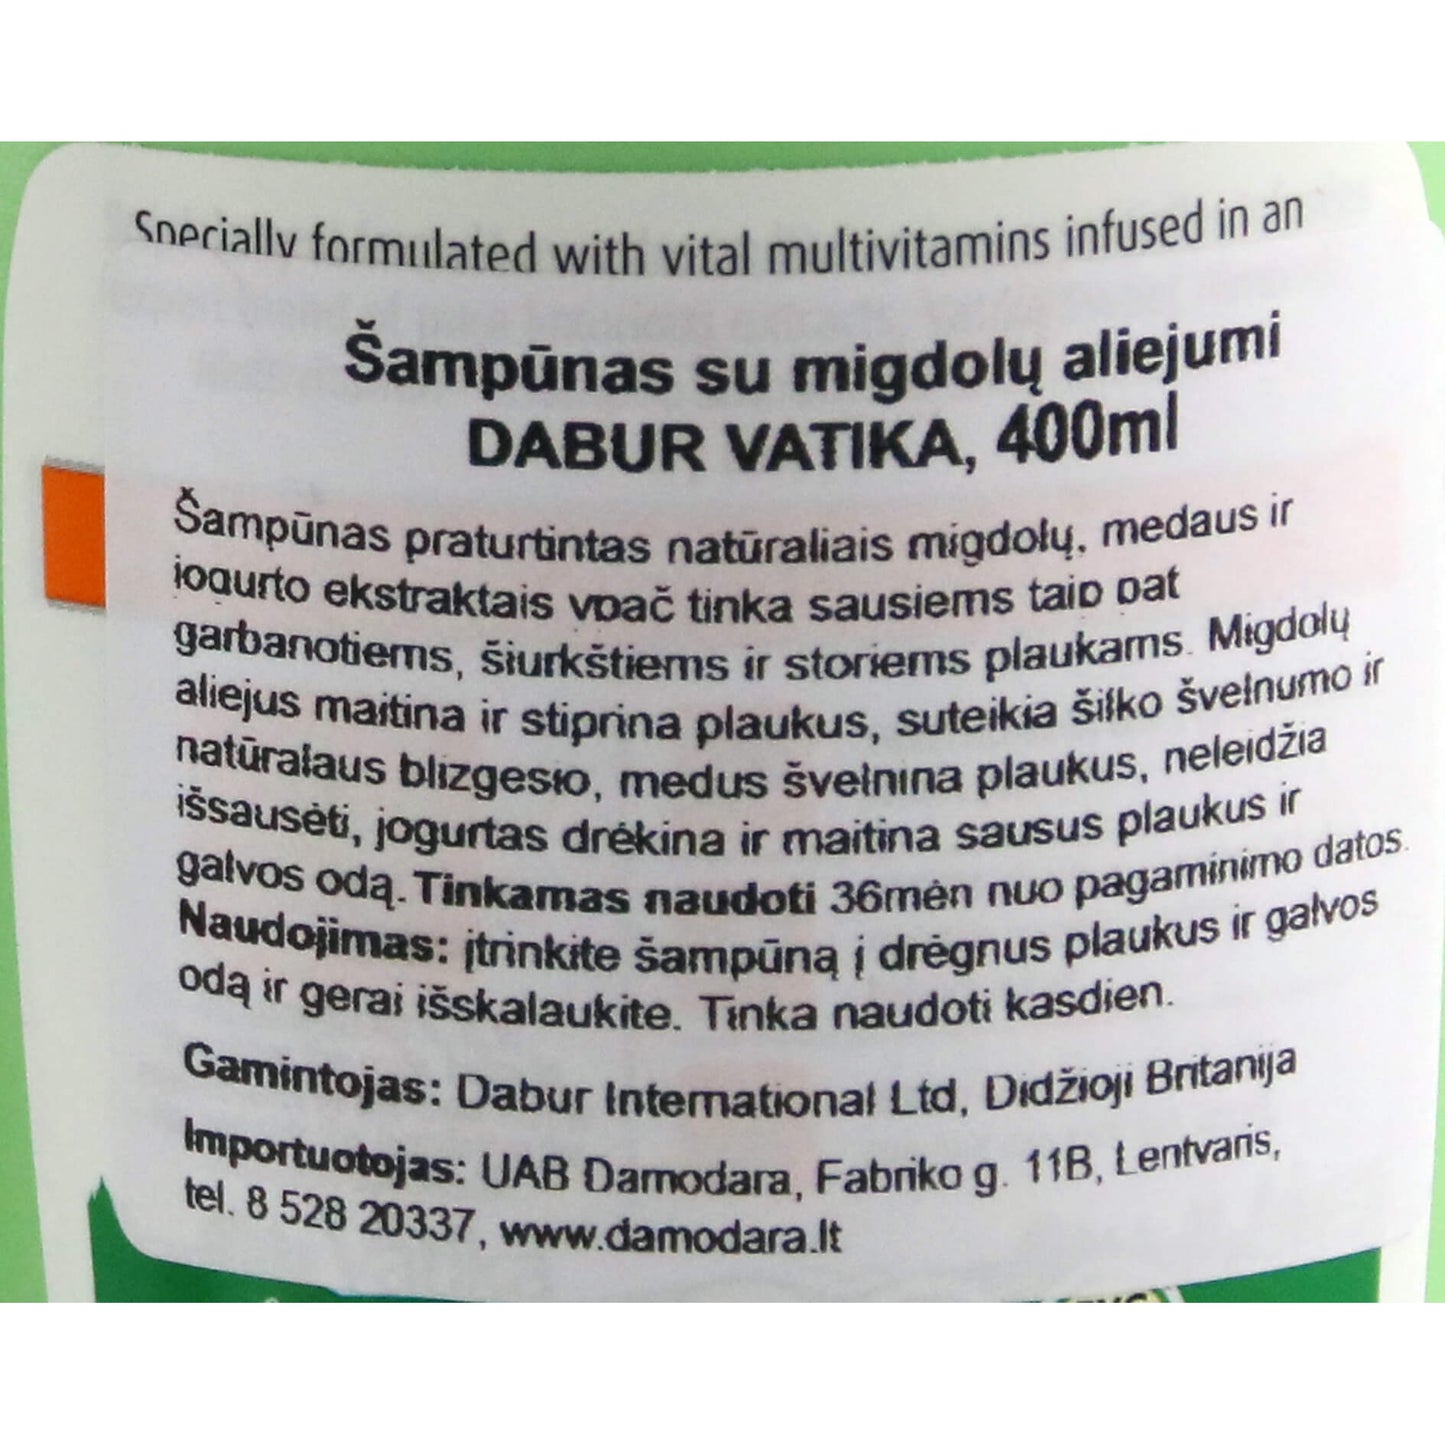 Specially formulated with vital multivitamins infused in an
Šampūnas su migdolų aliejumi
DABUR VATIKA, 400ml
Šampūnas praturtintas natūraliais migdolų, medaus ir
jogurto ekstraktais ypač tinka sausiems taip pat
garbanotiems, šiurkštiems ir storiems plaukams. Migdolų
aliejus maitina ir stiprina plaukus, suteikia šilko švelnumo ir
natūralaus blizgesio, medus švelnina plaukus, neleidžia
išsausėti, jogurtas drėkina ir maitina sausus plaukus ir
galvos odą. Tinkamas naudoti 36mėn nuo pagaminimo datos.
Naudojimas: įtrinkite šampūną į drėgnus plaukus ir galvos
odą ir gerai išskalaukite. Tinka naudoti kasdien.
Gamintojas: Dabur International Ltd, Didžioji Britanija
Importuotojas: UAB Damodara, Fabriko g. 11B, Lentvaris,
tel. 8 528 20337, www.damodara.lt